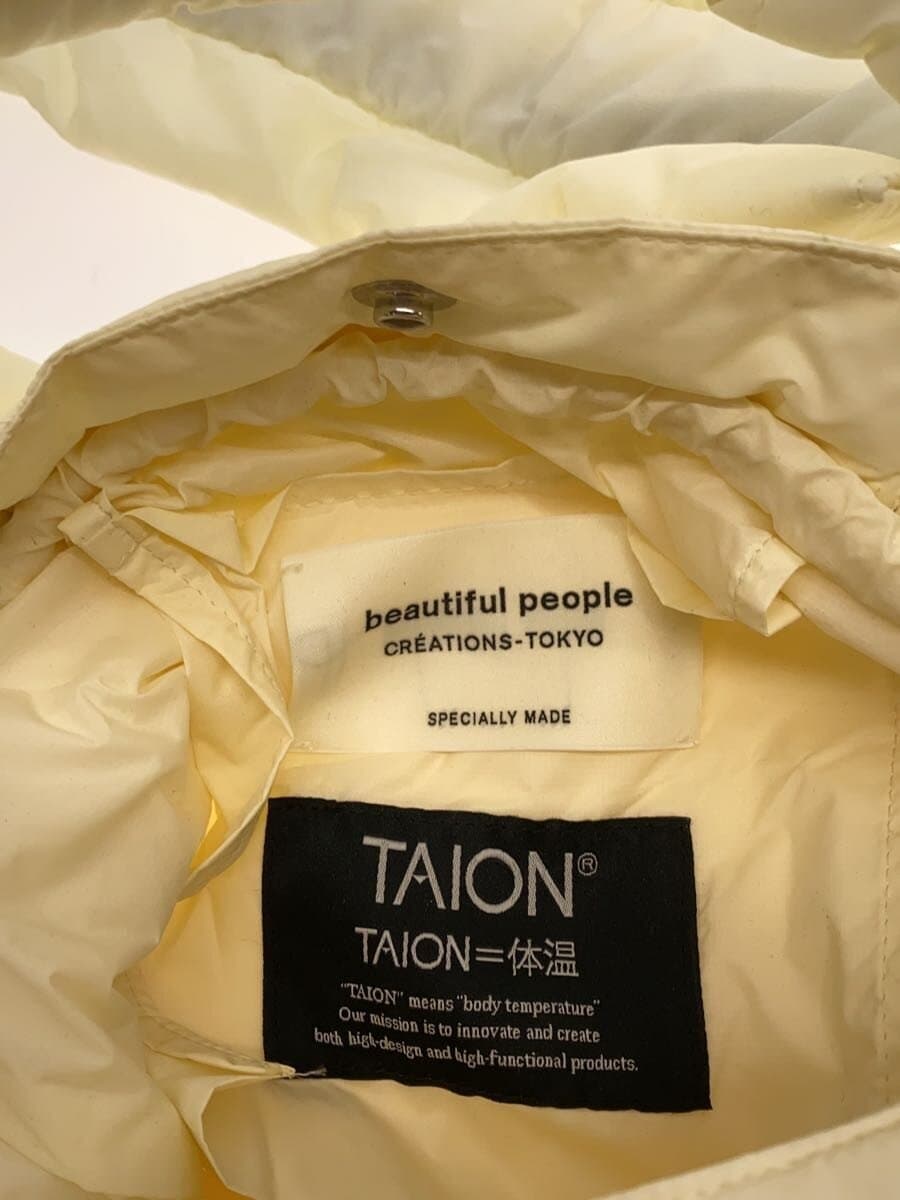 beautiful people
CRÉATIONS-TOKYO
SPECIALLY MADE
TAION®
TAION=体温
"TAION" means "body temperature"
Our mission is to innovate and create
both high-design and high-functional products.